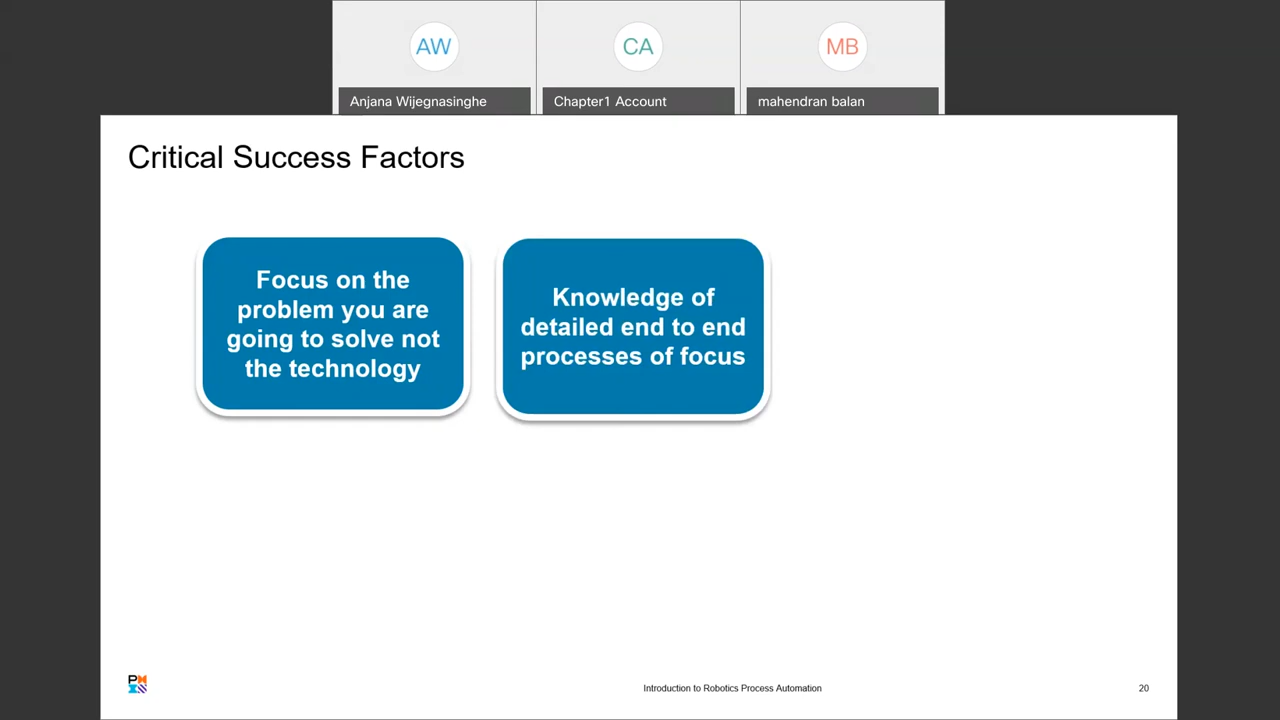 AW
CA
MB
Anjana Wijegnasinghe
Chapter1 Account
mahendran balan
Critical Success Factors
Focus on the
problem you are
going to solve not
the technology
Knowledge of
detailed end to end
processes of focus
Introduction to Robotics Process Automation
20